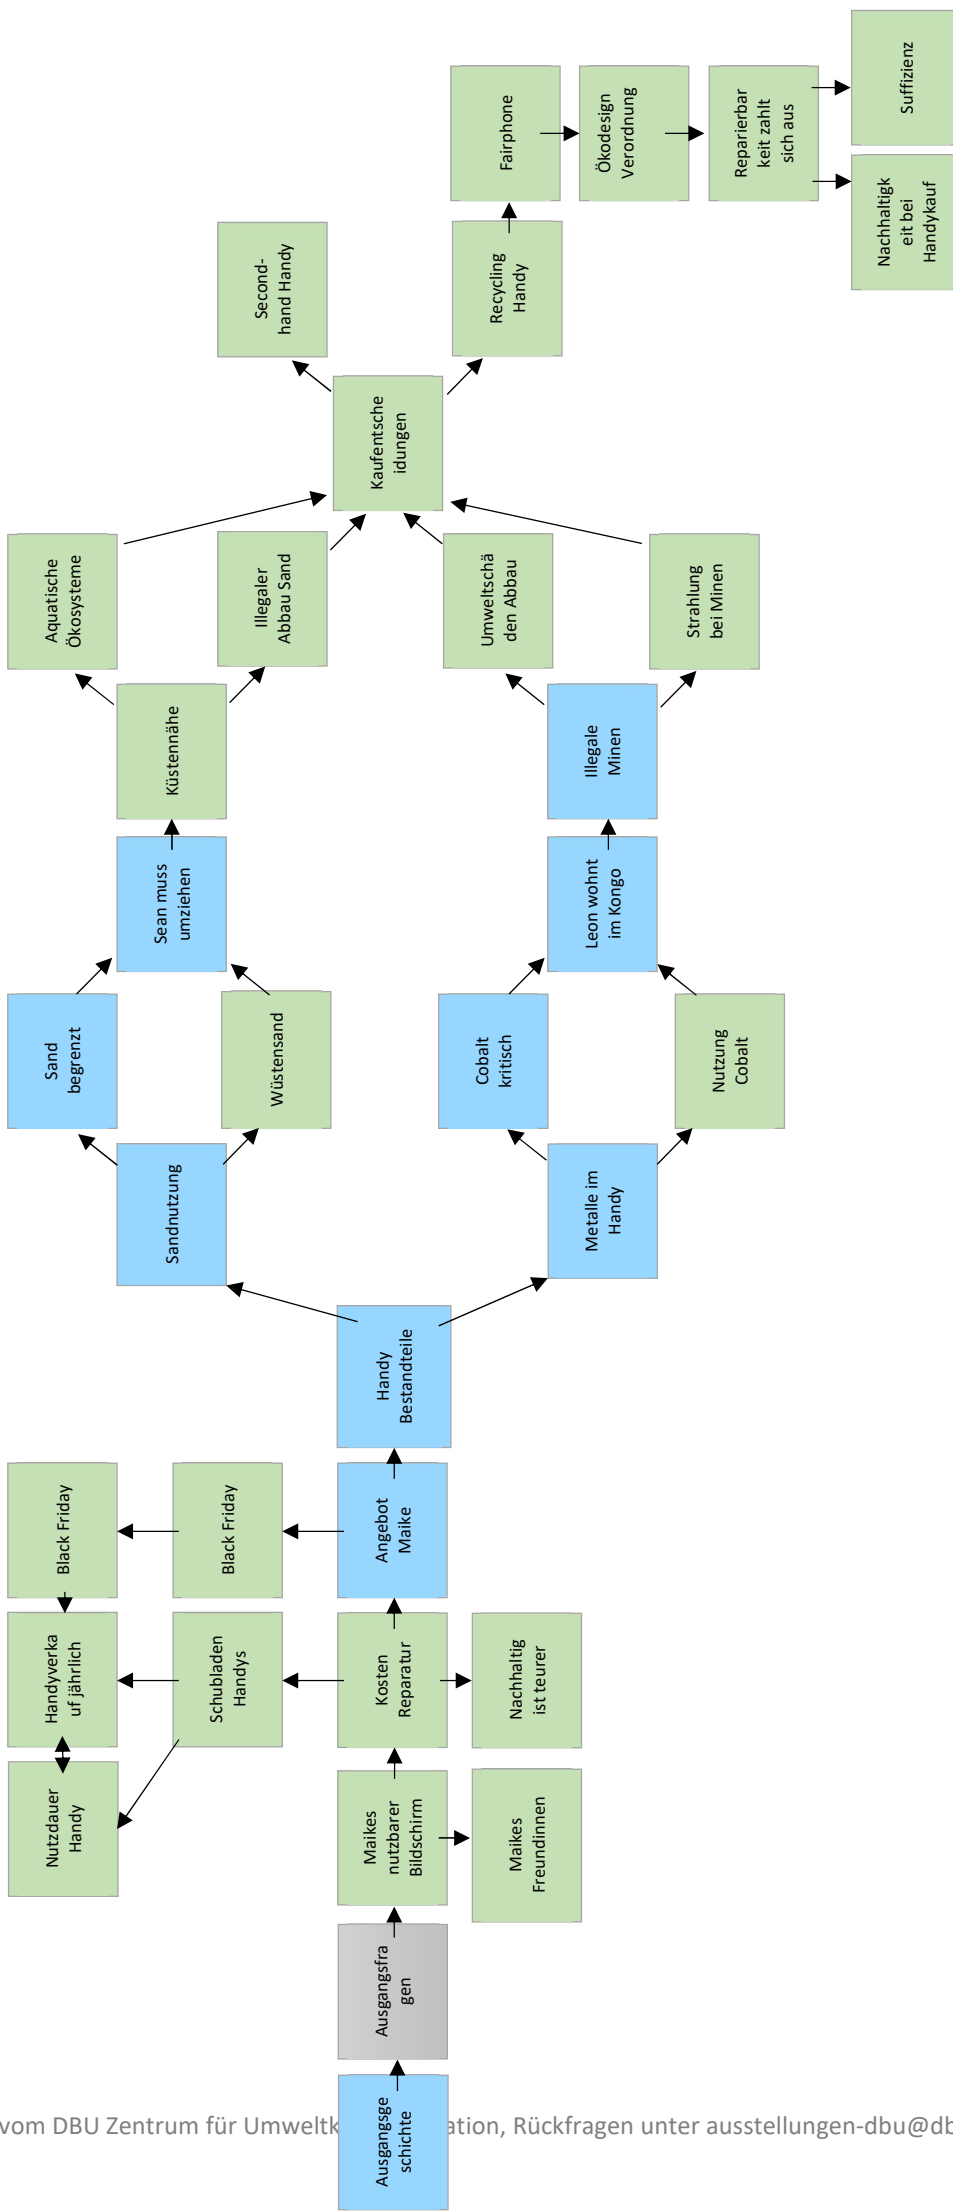 Ausgangsge
schichte
Ausgangsfra
gen
Maikes
nutzbarer
Bildschirm
Maikes
Freundinnen
Kosten
Reparatur
Nachhaltig
ist teurer
Schubladen
Handys
Nutzdauer
Handy
Handyverka
uf jährlich
Black Friday
Black Friday
Angebot
Maike
Handy
Bestandteile
Sandnutzung
Sand
begrenzt
Wüstensand
Sean muss
umziehen
Küstennähe
Aquatische
Ökosysteme
Illegaler
Abbau Sand
Metalle im
Handy
Cobalt
kritisch
Nutzung
Cobalt
Leon wohnt
im Kongo
Illegale
Minen
Umweltschä
den Abbau
Strahlung
bei Minen
Kaufentsche
idungen
Second-
hand Handy
Recycling
Handy
Fairphone
Ökodesign
Verordnung
Reparierbar
keit zahlt
sich aus
Nachhaltigk
eit bei
Handykauf
Suffizienz
vom DBU Zentrum für Umweltk ation, Rückfragen unter ausstellungen-dbu@db